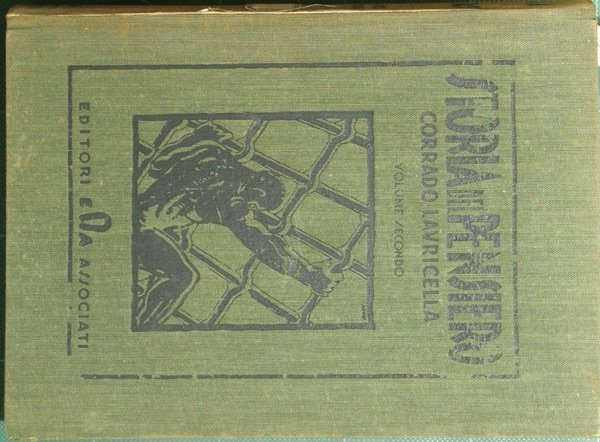 STORIA DEL PENSIERO
CORRADO LAVRICELLA
VOLUME SECONDO
EDITORI ASSOCIATI